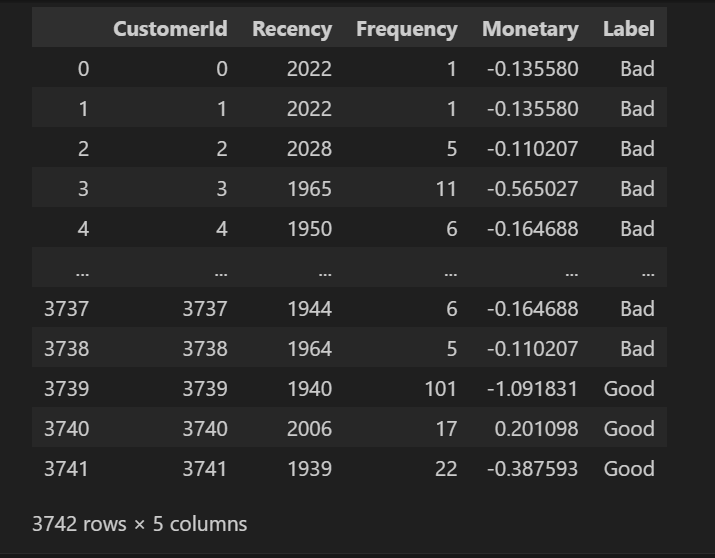 CustomerId Recency Frequency Monetary Label
0 0 2022 1 -0.135580 Bad
1 1 2022 1 -0.135580 Bad
2 2 2028 5 -0.110207 Bad
3 3 1965 11 -0.565027 Bad
4 4 1950 6 -0.164688 Bad
... ... ... ... ... ...
3737 3737 1944 6 -0.164688 Bad
3738 3738 1964 5 -0.110207 Bad
3739 3739 1940 101 -1.091831 Good
3740 3740 2006 17 0.201098 Good
3741 3741 1939 22 -0.387593 Good
3742 rows × 5 columns